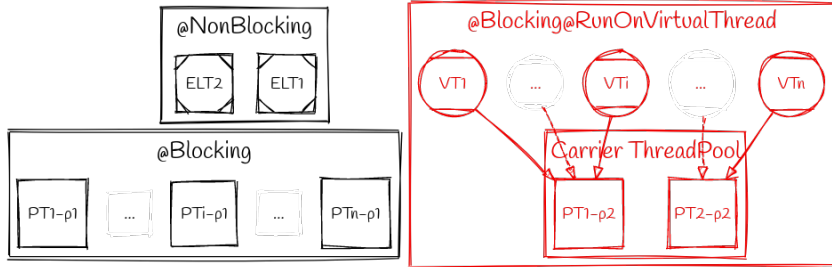 @NonBlocking
ELT2 ELT1
@Blocking
PT1-p1 ... PTi-p1 ... PTn-p1
@Blocking@RunOnVirtualThread
VT1 ... VTi ... VTn
Carrier ThreadPool
PT1-p2 PT2-p2